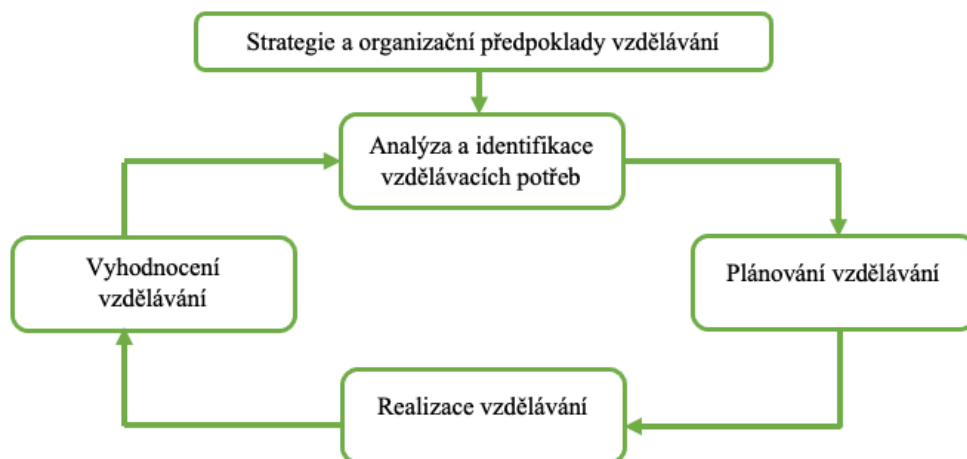 Strategie a organizační předpoklady vzdělávání
Analýza a identifikace
vzdělávacích potřeb
Vyhodnocení
vzdělávání
Plánování vzdělávání
Realizace vzdělávání